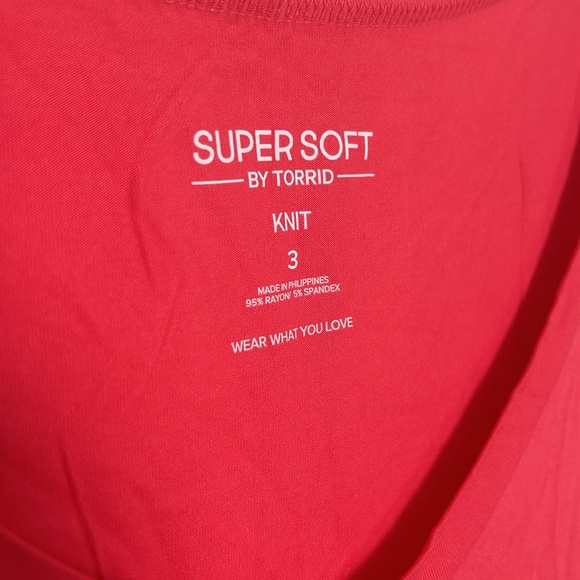 SUPER SOFT
BY TORRID
KNIT
3
MADE IN PHILIPPINES
95% RAYON/ 5% SPANDEX
WEAR WHAT YOU LOVE